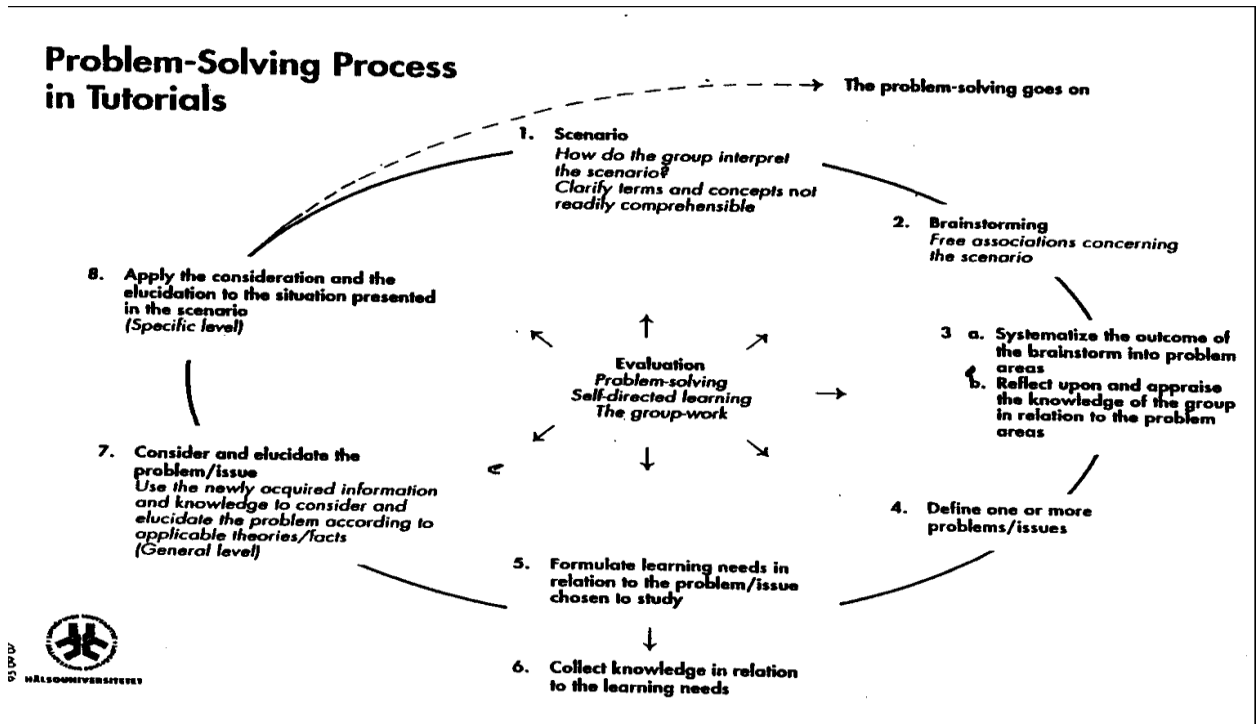 Problem-Solving Process
in Tutorials
The problem-solving goes on
1. Scenario
How do the group interpret
the scenario?
Clarify terms and concepts not
readily comprehensible
2. Brainstorming
Free associations concerning
the scenario
3 a. Systematize the outcome of
the brainstorm into problem
areas
b. Reflect upon and appraise
the knowledge of the group
in relation to the problem
areas
4. Define one or more
problems/issues
5. Formulate learning needs in
relation to the problem/issue
chosen to study
6. Collect knowledge in relation
to the learning needs
7. Consider and elucidate the
problem/issue
Use the newly acquired information
and knowledge to consider and
elucidate the problem according to
applicable theories/facts
(General level)
8. Apply the consideration and the
elucidation to the situation presented
in the scenario
(Specific level)
Evaluation
Problem-solving
Self-directed learning
The group-work
HÄLSOUNIVERSITETET